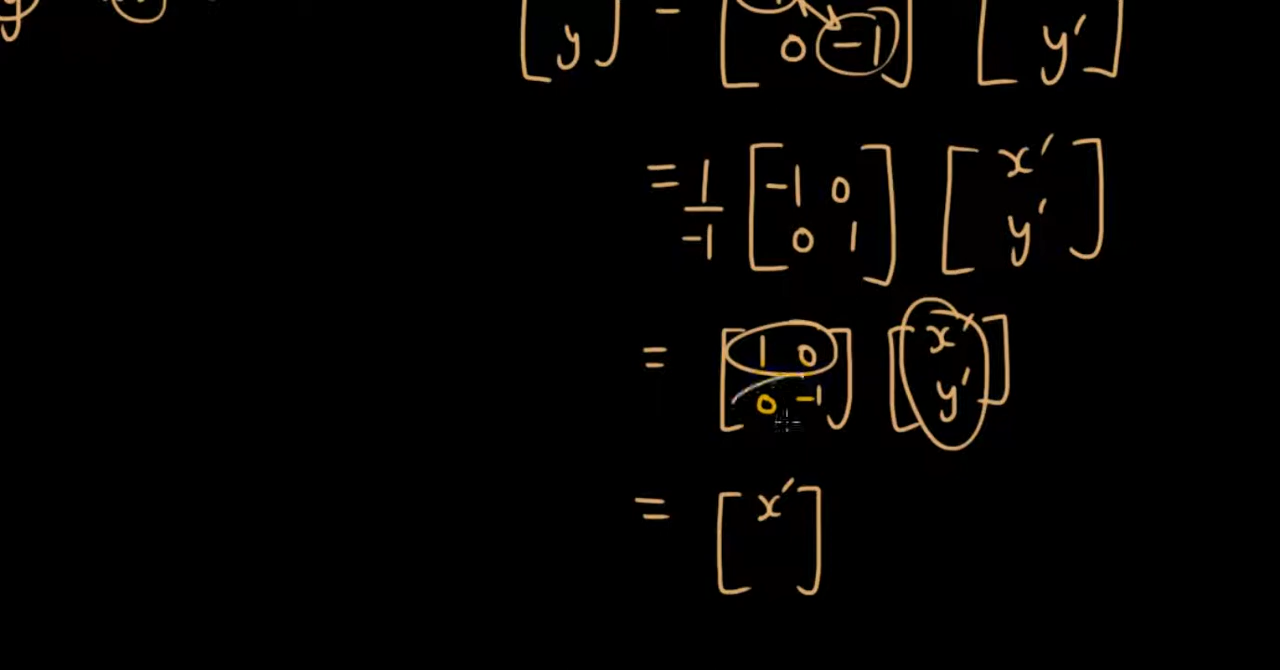 [ y ] = [ 0 -1 ] [ y′ ]
= 1/-1 [ -1 0 ] [ x′ ]
[ 0 1 ] [ y′ ]
= [ 1 0 ] [ x′ ]
[ 0 -1 ] [ y′ ]
= [ x′ ]